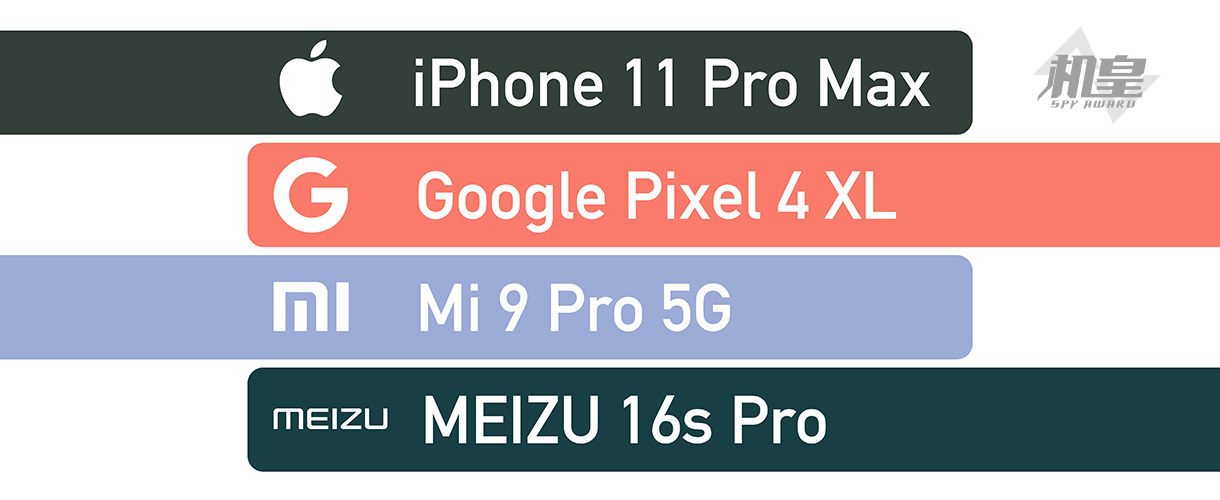 iPhone 11 Pro Max
机皇
SPY AWARD
Google Pixel 4 XL
MI Mi 9 Pro 5G
MEIZU MEIZU 16s Pro